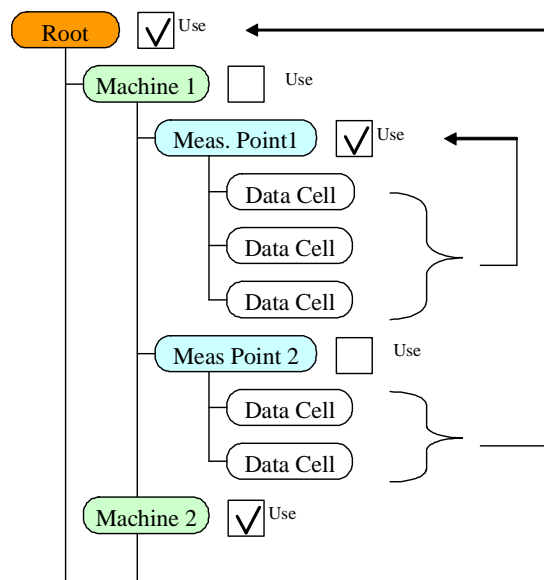 Root Use
Machine 1 Use
Meas. Point1 Use
Data Cell
Data Cell
Data Cell
Meas Point 2 Use
Data Cell
Data Cell
Machine 2 Use